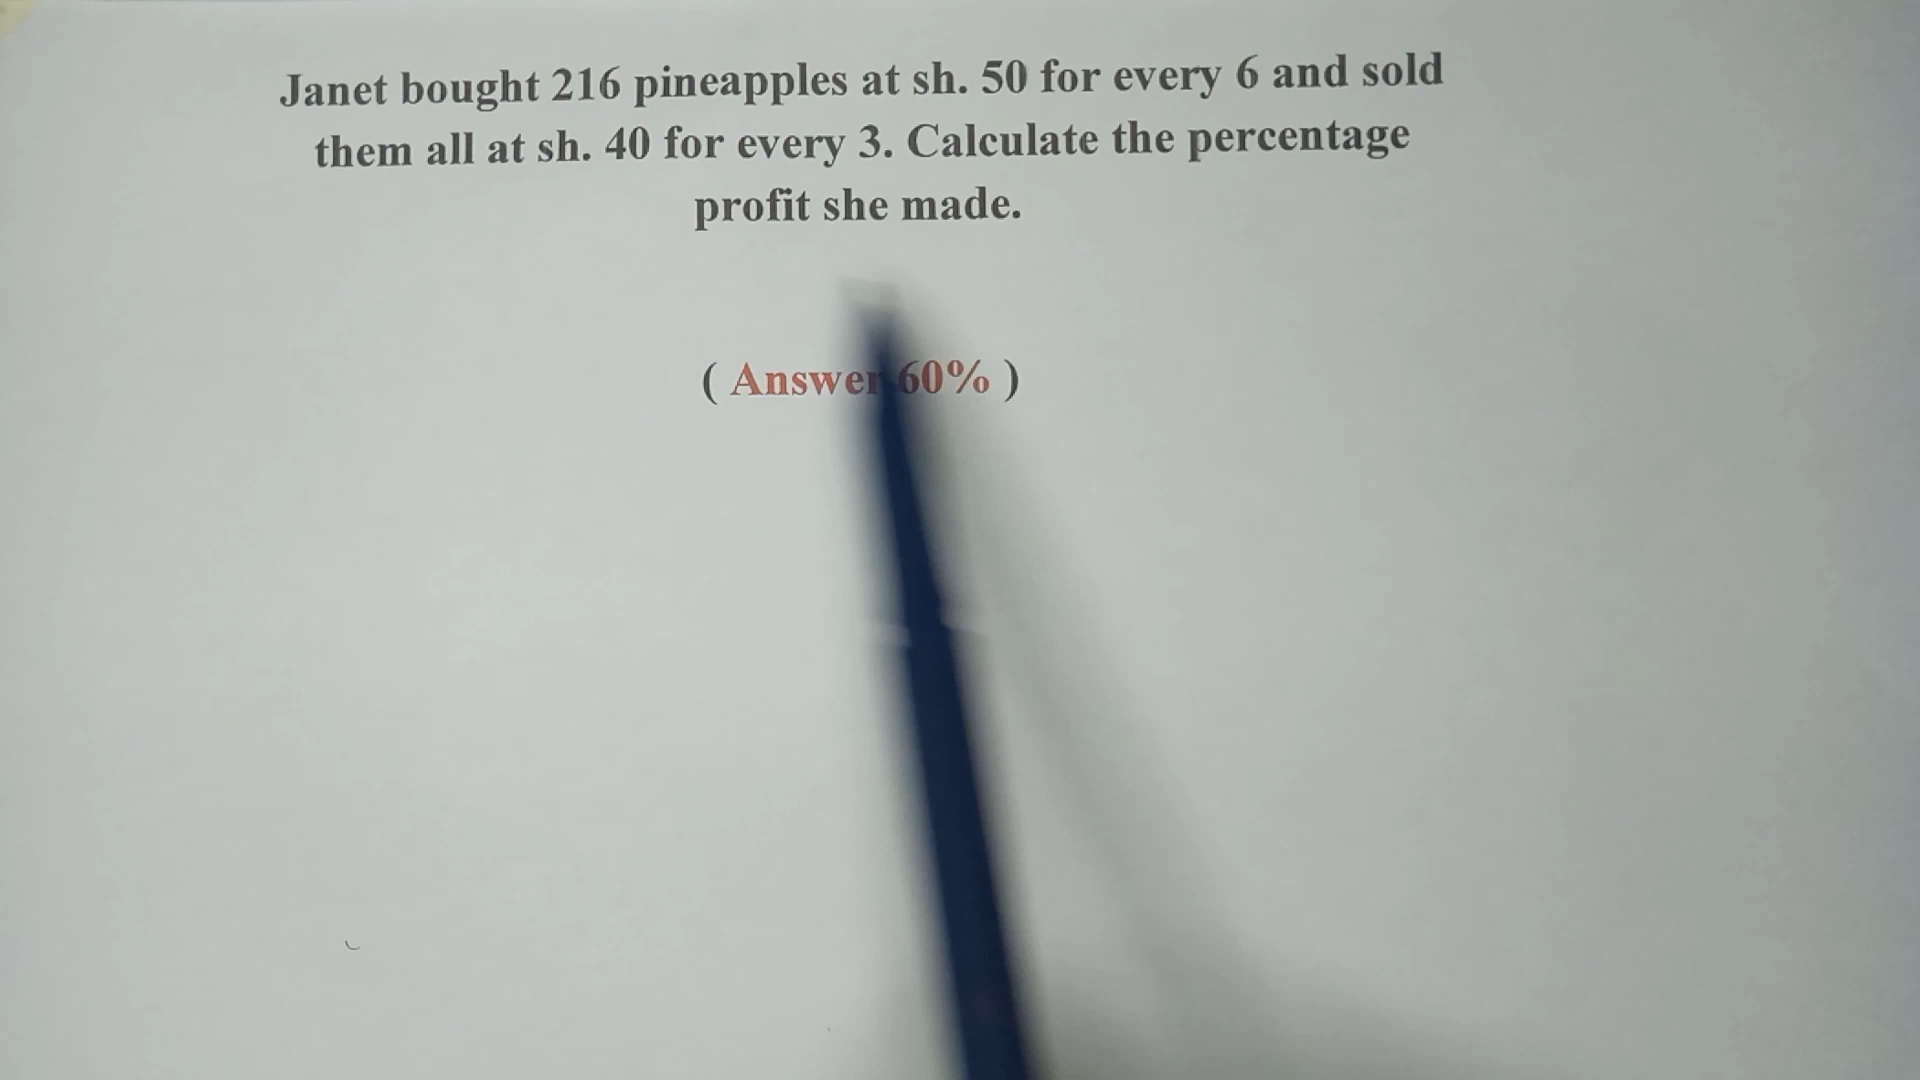 Janet bought 216 pineapples at sh. 50 for every 6 and sold
them all at sh. 40 for every 3. Calculate the percentage
profit she made.
( Answer 60% )